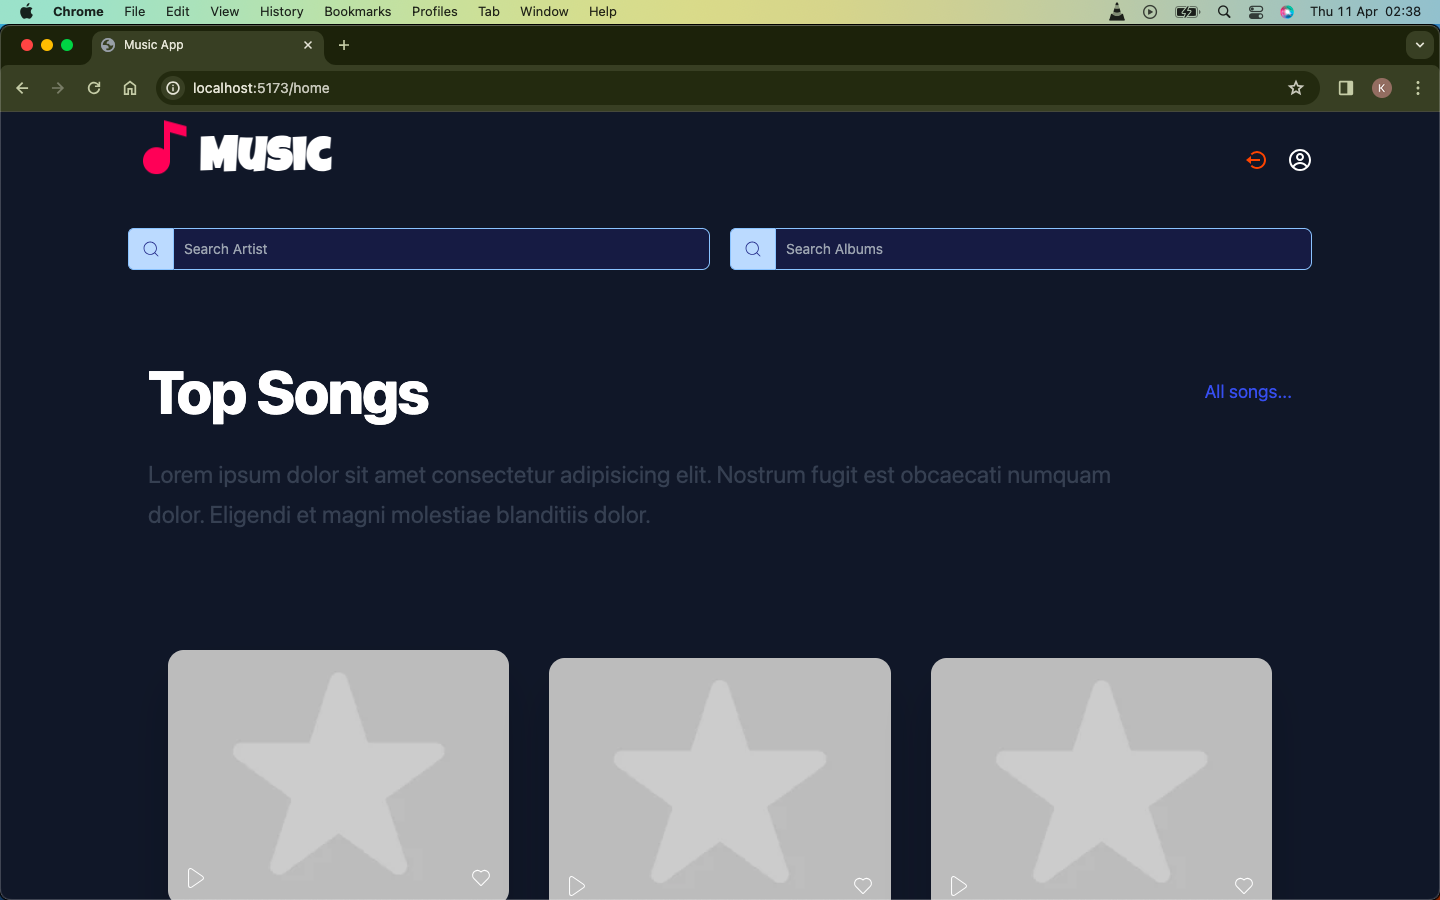 Chrome File Edit View History Bookmarks Profiles Tab Window Help Thu 11 Apr 02:38
Music App
localhost:5173/home
K
MUSIC
Search Artist
Search Albums
Top Songs
All songs...
Lorem ipsum dolor sit amet consectetur adipisicing elit. Nostrum fugit est obcaecati numquam
dolor. Eligendi et magni molestiae blanditiis dolor.